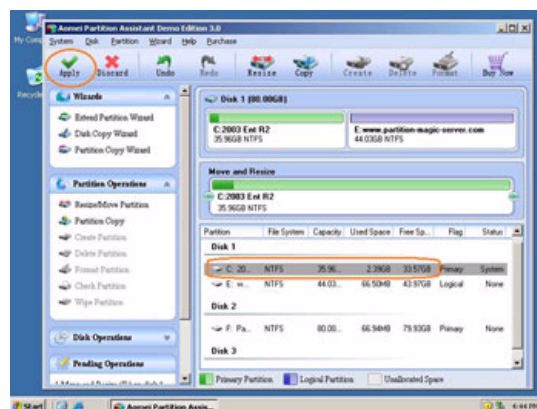 My Comp
Recycle
Aomei Partition Assistant Demo Edition 3.0
System Disk Partition Wizard Help Purchase
Apply Discard Undo Redo Resize Copy Create Delete Format Buy Now
Wizards
Extend Partition Wizard
Disk Copy Wizard
Partition Copy Wizard
Partition Operations
Resize/Move Partition
Partition Copy
Create Partition
Delete Partition
Format Partition
Check Partition
Wipe Partition
Disk Operations
Pending Operations
Disk 1 (80.00GB)
C:2003 Ent R2
35.96GB NTFS
E:www.partition-magic-server.com
44.03GB NTFS
Move and Resize
C:2003 Ent R2
35.96GB NTFS
Partition File System Capacity Used Space Free Sp... Flag Status
Disk 1
C: 20... NTFS 35.96... 2.39GB 33.57GB Primary System
E: w... NTFS 44.03... 66.50MB 43.97GB Logical None
Disk 2
F: Pa... NTFS 80.00... 66.94MB 79.93GB Primary None
Disk 3
Primary Partition Logical Partition Unallocated Space
Start Aomei Partition Assis... 4:44 PM